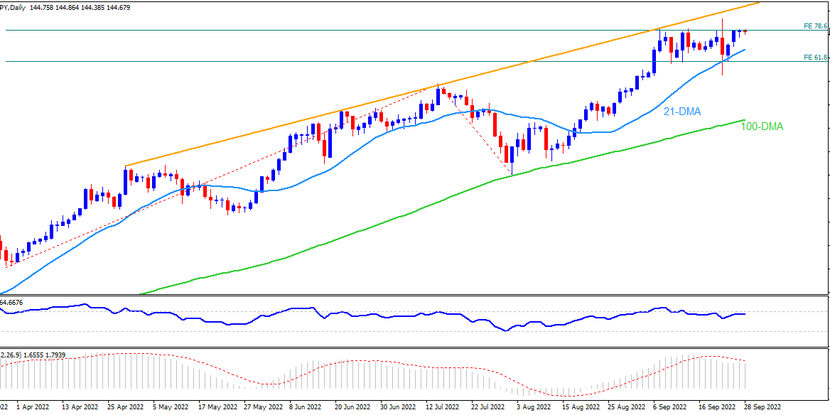 PY,Daily 144.758 144.864 144.385 144.679
FE 78.6
FE 61.8
21-DMA
100-DMA
64.6676
2,26,9) 1.6555 1.7939
022 1 Apr 2022 13 Apr 2022 25 Apr 2022 5 May 2022 17 May 2022 27 May 2022 8 Jun 2022 20 Jun 2022 30 Jun 2022 12 Jul 2022 22 Jul 2022 3 Aug 2022 15 Aug 2022 25 Aug 2022 6 Sep 2022 16 Sep 2022 28 Sep 2022